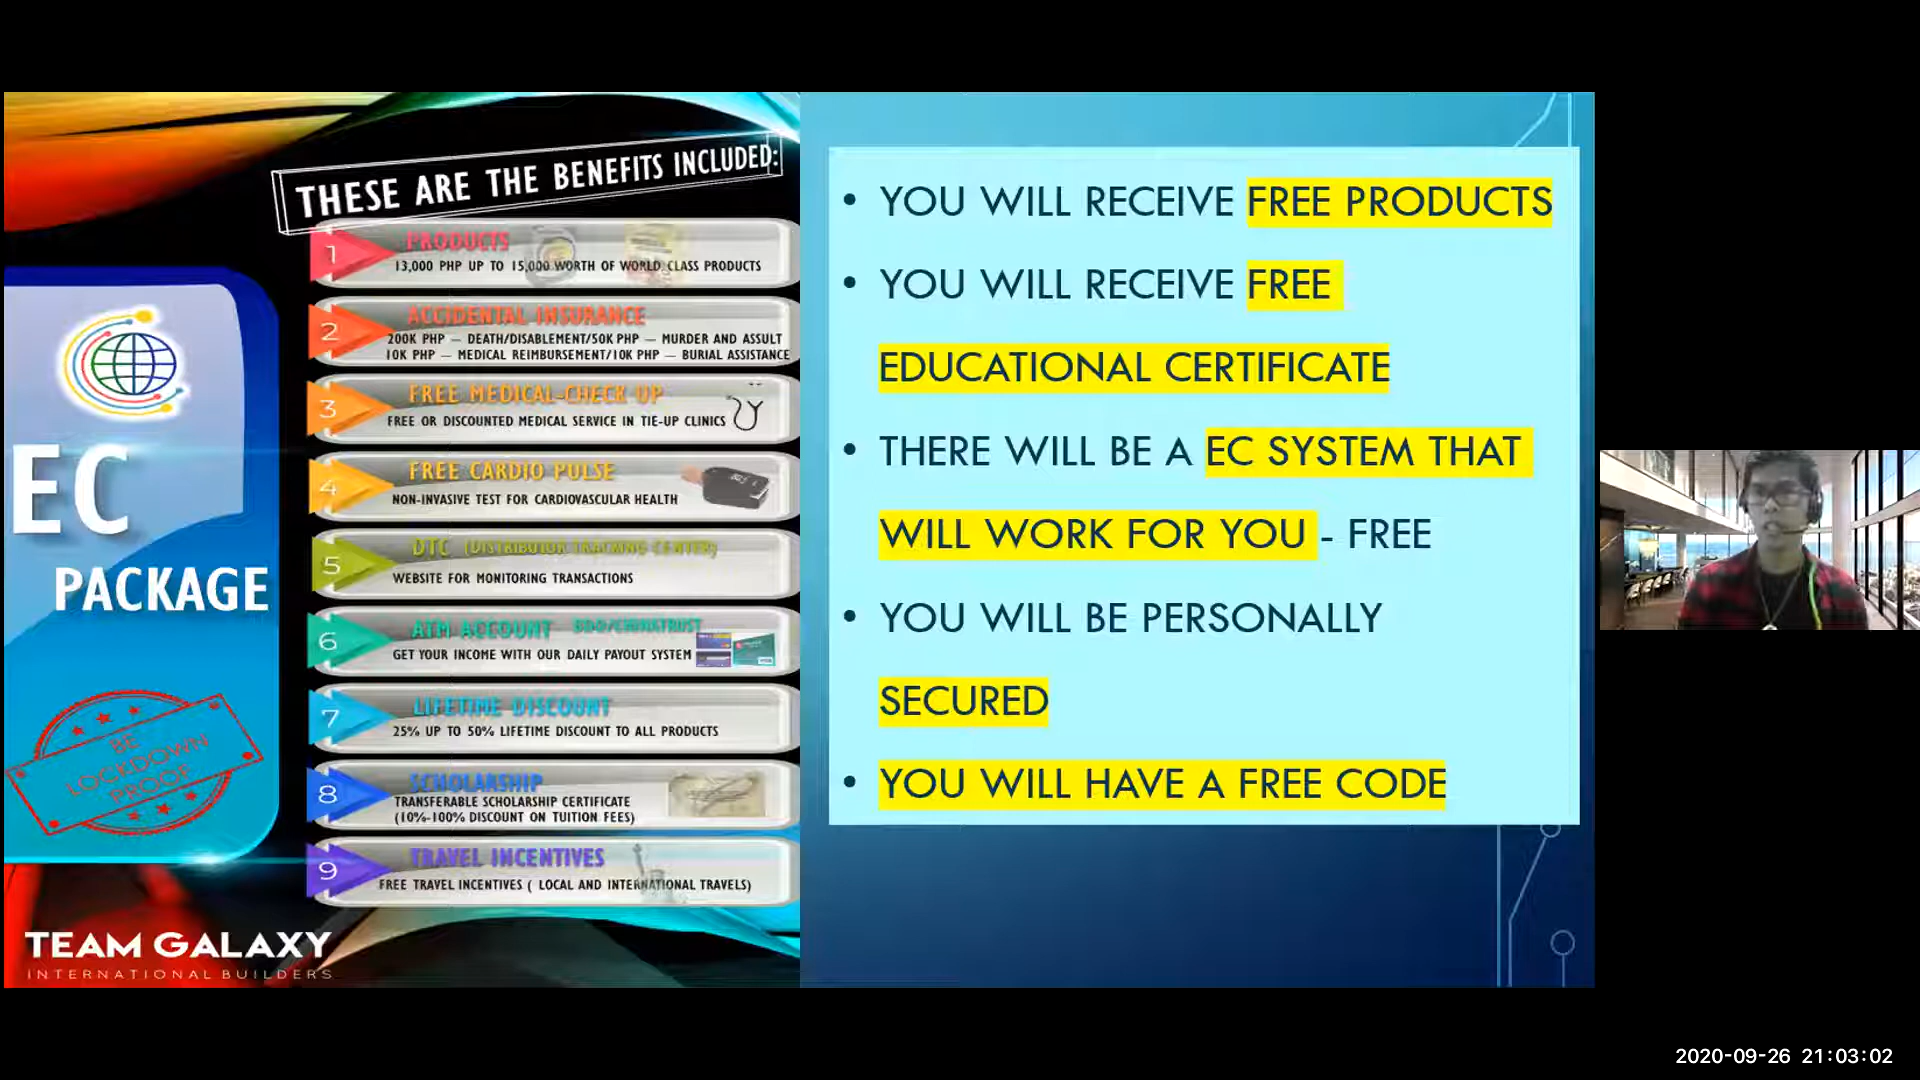 THESE ARE THE BENEFITS INCLUDED:
1
PRODUCTS
13,000 PHP UP TO 15,000 WORTH OF WORLD CLASS PRODUCTS
2
ACCIDENTAL INSURANCE
200K PHP — DEATH/DISABLEMENT/50K PHP — MURDER AND ASSULT
10K PHP — MEDICAL REIMBURSEMENT/10K PHP — BURIAL ASSISTANCE
3
FREE MEDICAL-CHECK UP
FREE OR DISCOUNTED MEDICAL SERVICE IN TIE-UP CLINICS
4
FREE CARDIO PULSE
NON-INVASIVE TEST FOR CARDIOVASCULAR HEALTH
5
DTC (DISTRIBUTOR TRACKING CENTER)
WEBSITE FOR MONITORING TRANSACTIONS
6
ATM ACCOUNT - BDO/CHINATRUST
GET YOUR INCOME WITH OUR DAILY PAYOUT SYSTEM
7
LIFETIME DISCOUNT
25% UP TO 50% LIFETIME DISCOUNT TO ALL PRODUCTS
8
SCHOLARSHIP
TRANSFERABLE SCHOLARSHIP CERTIFICATE
(10%-100% DISCOUNT ON TUITION FEES)
9
TRAVEL INCENTIVES
FREE TRAVEL INCENTIVES ( LOCAL AND INTERNATIONAL TRAVELS)
EC
PACKAGE
BE
LOCKDOWN
PROOF
TEAM GALAXY
INTERNATIONAL BUILDERS
• YOU WILL RECEIVE FREE PRODUCTS
• YOU WILL RECEIVE FREE
EDUCATIONAL CERTIFICATE
• THERE WILL BE A EC SYSTEM THAT
WILL WORK FOR YOU - FREE
• YOU WILL BE PERSONALLY
SECURED
• YOU WILL HAVE A FREE CODE
2020-09-26 21:03:02